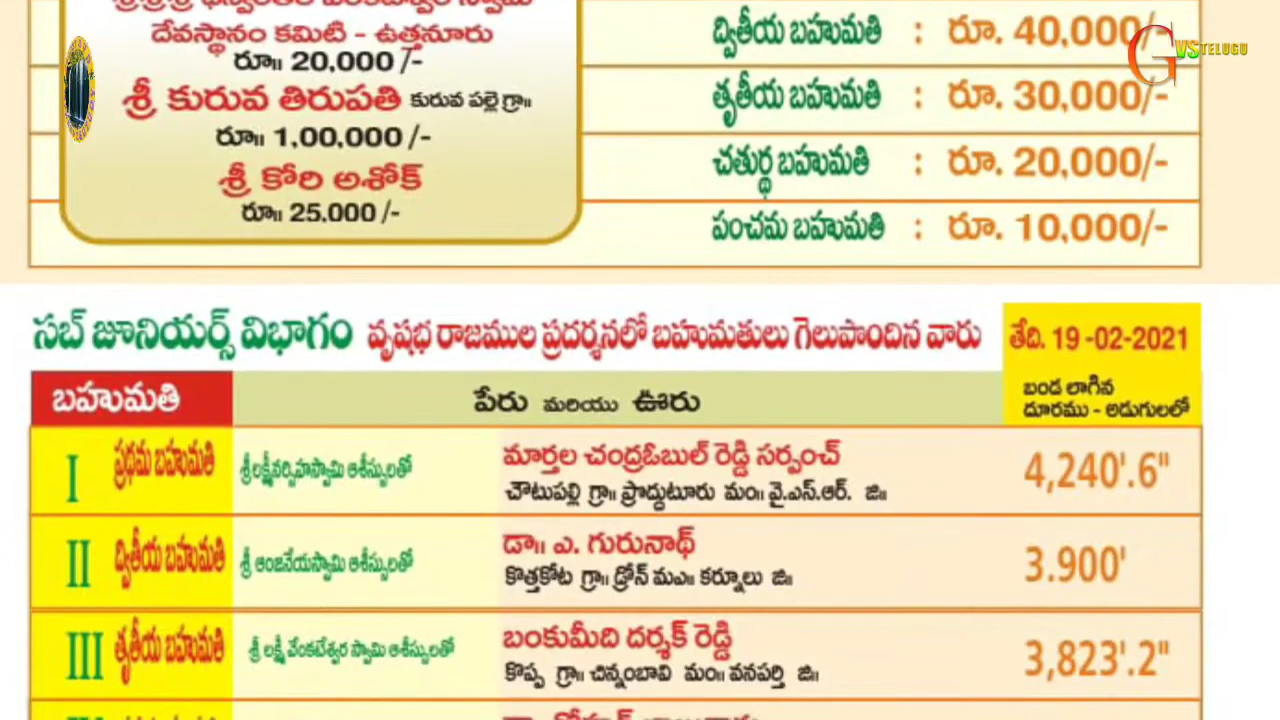 దేవస్థానం కమిటి - ఉత్తనూరు
రూ॥ 20,000 /-
శ్రీ కురువ తిరుపతి కురువ పల్లె గ్రా॥
రూ॥ 1,00,000 /-
శ్రీ కోరి అశోక్
రూ॥ 25,000 /-
ద్వితీయ బహుమతి : రూ. 40,000/-
తృతీయ బహుమతి : రూ. 30,000/-
చతుర్థ బహుమతి : రూ. 20,000/-
పంచమ బహుమతి : రూ. 10,000/-
GVS TELUGU
సబ్ జూనియర్స్ విభాగం వృషభ రాజముల ప్రదర్శనలో బహుమతులు గెలుపొందిన వారు తేది. 19 -02-2021
బహుమతి పేరు మరియు ఊరు బండ లాగిన
దూరము - అడుగులలో
I ప్రథమ బహుమతి శ్రీ లక్ష్మీనర్సింహస్వామి ఆశీస్సులతో మార్తల చంద్రఓబుల్ రెడ్డి సర్పంచ్ 4,240'.6"
చౌటుపల్లి గ్రా॥ ప్రొద్దుటూరు మం॥ వై.ఎస్.ఆర్. జి॥
II ద్వితీయ బహుమతి శ్రీ ఆంజనేయస్వామి ఆశీస్సులతో డా॥ ఎ. గురునాథ్ 3.900'
కొత్తకోట గ్రా॥ డ్రోన్ మఎ॥ కర్నూలు జి॥
III తృతీయ బహుమతి శ్రీ లక్ష్మీ వేంకటేశ్వర స్వామి ఆశీస్సులతో బంకుమీది దర్శక్ రెడ్డి 3,823'.2"
కొప్ప గ్రా॥ చిన్నంబావి మం॥ వనపర్తి జి॥